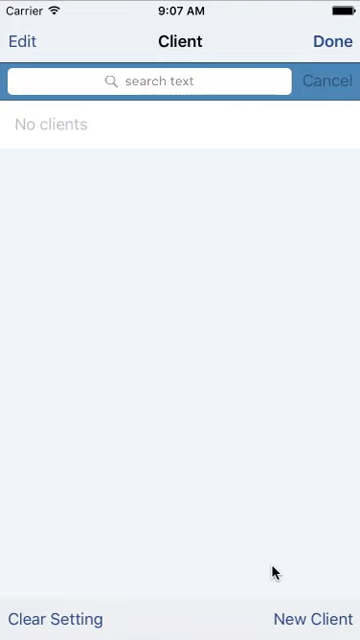 Carrier 9:07 AM
Edit Client Done
search text Cancel
No clients
Clear Setting New Client